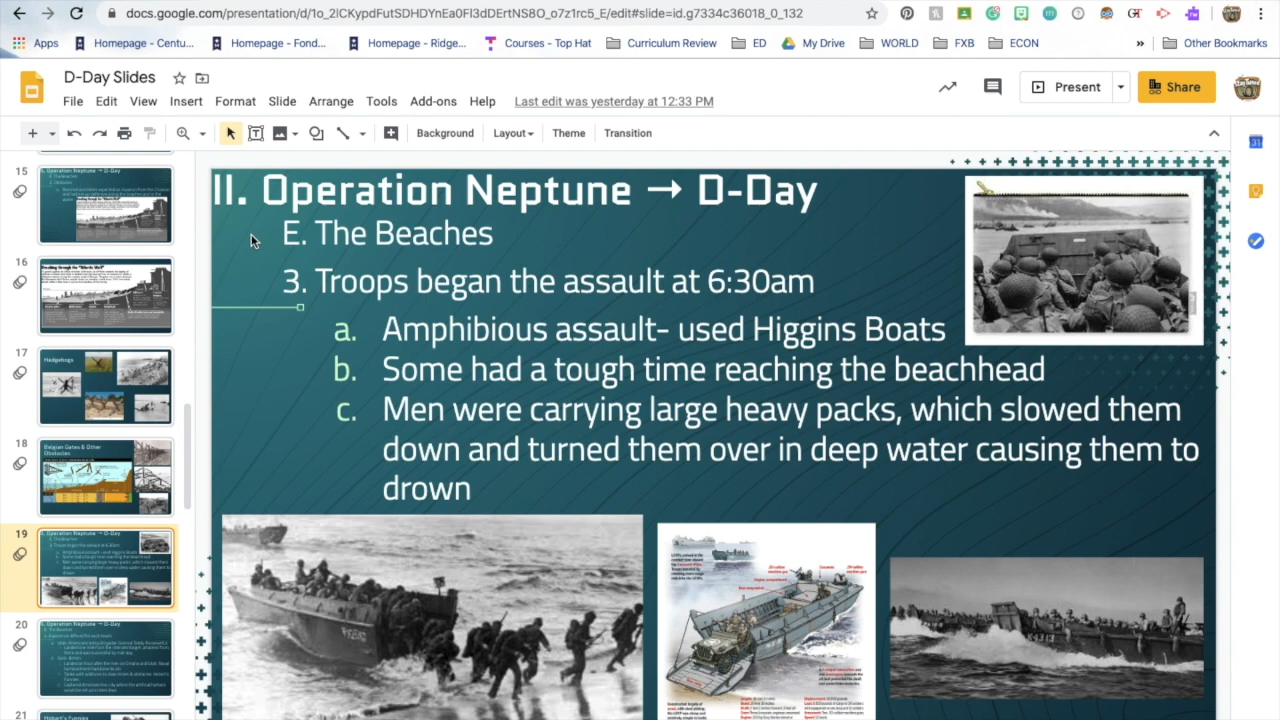 docs.google.com/presentation/d/1o_2lCKypdFutSDHDYnEa0Fl3dDErtNS8O_o7z1rc5_E/edit#slide=id.g7334c36018_0_132
Apps Homepage - Centu... Homepage - Fond... Homepage - Ridge... Courses - Top Hat Curriculum Review ED My Drive WORLD FXB ECON » Other Bookmarks
D-Day Slides
File Edit View Insert Format Slide Arrange Tools Add-ons Help Last edit was yesterday at 12:33 PM
Present Share
Background Layout Theme Transition
15
16
17
Hedgehogs
18
Belgian Gates & Other
Obstacles
19
20
21
Hobart's Funnies
II. Operation Neptune → D-Day
E. The Beaches
3. Troops began the assault at 6:30am
a. Amphibious assault- used Higgins Boats
b. Some had a tough time reaching the beachhead
c. Men were carrying large heavy packs, which slowed them
down and turned them over in deep water causing them to
drown